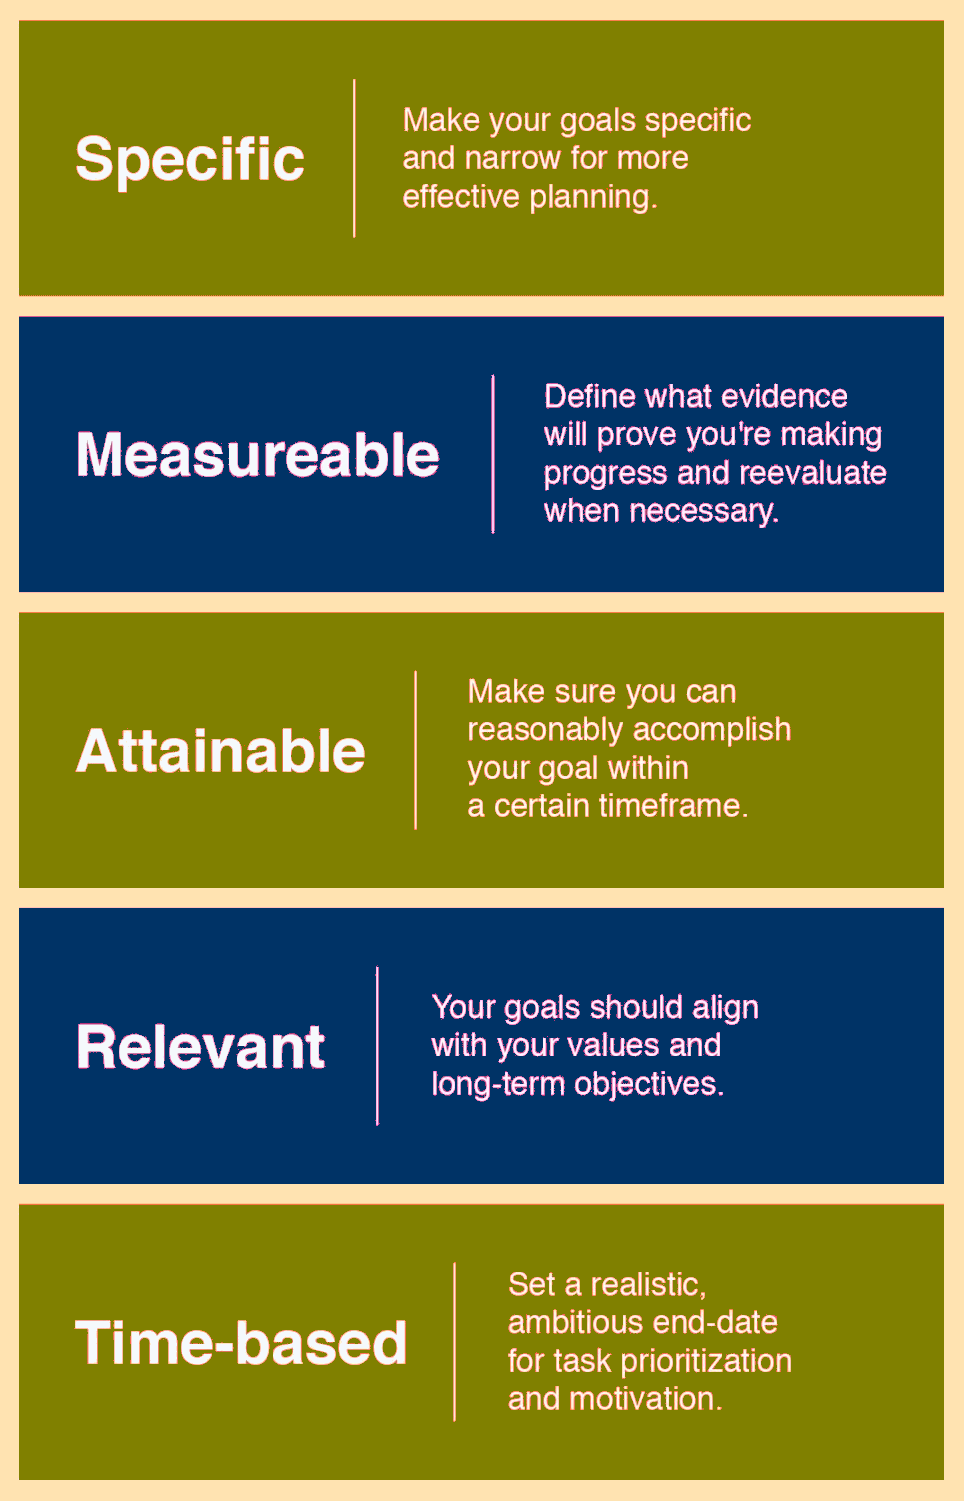 Specific
Make your goals specific
and narrow for more
effective planning.
Measureable
Define what evidence
will prove you're making
progress and reevaluate
when necessary.
Attainable
Make sure you can
reasonably accomplish
your goal within
a certain timeframe.
Relevant
Your goals should align
with your values and
long-term objectives.
Time-based
Set a realistic,
ambitious end-date
for task prioritization
and motivation.